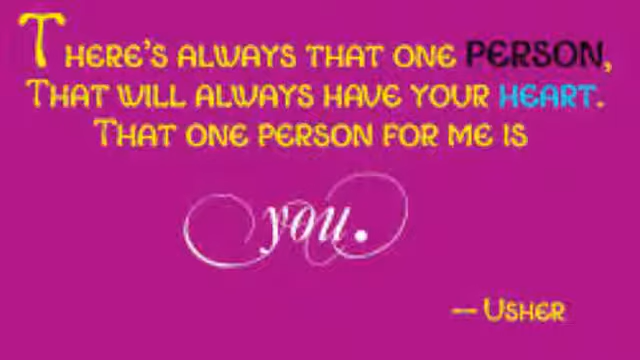 There's always that one person,
That will always have your heart.
That one person for me is
you.
-- Usher